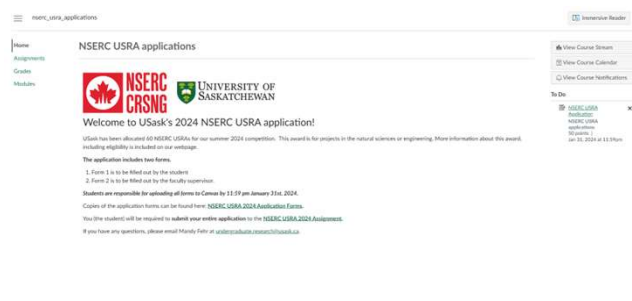 nserc_usra_applications
Immersive Reader
Home
Assignments
Grades
Modules
NSERC USRA applications
NSERC
CRSNG
UNIVERSITY OF
SASKATCHEWAN
Welcome to USask's 2024 NSERC USRA application!
USask has been allocated 60 NSERC USRAs for our summer 2024 competition. This award is for projects in the natural sciences or engineering. More information about this award,
including eligibility is included on our webpage.
The application includes two forms.
1. Form 1 is to be filled out by the student
2. Form 2 is to be filled out by the faculty supervisor.
Students are responsible for uploading all forms to Canvas by 11:59 pm January 31st, 2024.
Copies of the application forms can be found here: NSERC USRA 2024 Application Forms.
You (the student) will be required to submit your entire application to the NSERC USRA 2024 Assignment.
If you have any questions, please email Mandy Fehr at undergraduate.research@usask.ca.
View Course Stream
View Course Calendar
View Course Notifications
To Do
NSERC USRA
Application
NSERC USRA
applications
50 points |
Jan 31, 2024 at 11:59pm